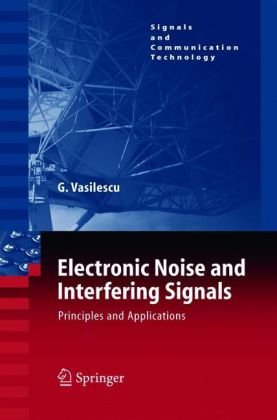 Signals
and
Communication
Technology
G. Vasilescu
Electronic Noise and
Interfering Signals
Principles and Applications
Springer